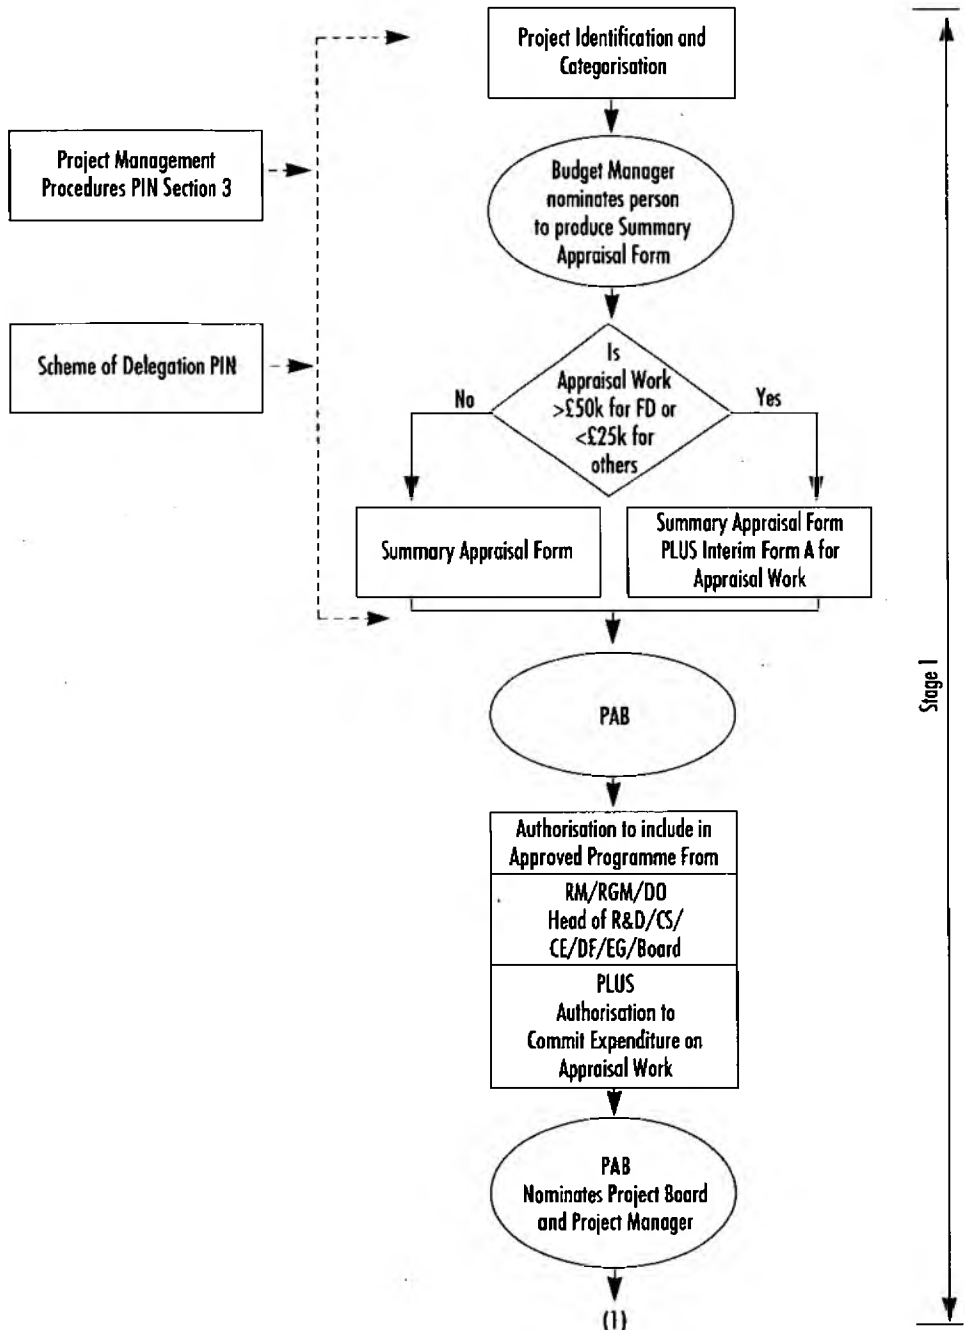 Project Identification and
Categorisation
Project Management
Procedures PIN Section 3
Budget Manager
nominates person
to produce Summary
Appraisal Form
Scheme of Delegation PIN
Is
Appraisal Work
>£50k for FD or
<£25k for
others
No
Yes
Summary Appraisal Form
Summary Appraisal Form
PLUS Interim Form A for
Appraisal Work
PAB
Stage I
Authorisation to include in
Approved Programme From
RM/RGM/DO
Head of R&D/CS/
CE/DF/EG/Board
PLUS
Authorisation to
Commit Expenditure on
Appraisal Work
PAB
Nominates Project Board
and Project Manager
(1)